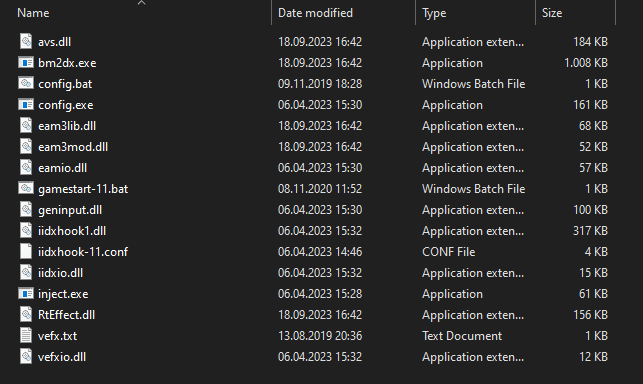 Name Date modified Type Size
avs.dll 18.09.2023 16:42 Application exten... 184 KB
bm2dx.exe 18.09.2023 16:42 Application 1.008 KB
config.bat 09.11.2019 18:28 Windows Batch File 1 KB
config.exe 06.04.2023 15:30 Application 161 KB
eam3lib.dll 18.09.2023 16:42 Application exten... 68 KB
eam3mod.dll 18.09.2023 16:42 Application exten... 52 KB
eamio.dll 06.04.2023 15:30 Application exten... 57 KB
gamestart-11.bat 08.11.2020 11:52 Windows Batch File 1 KB
geninput.dll 06.04.2023 15:30 Application exten... 100 KB
iidxhook1.dll 06.04.2023 15:32 Application exten... 317 KB
iidxhook-11.conf 06.04.2023 14:46 CONF File 4 KB
iidxio.dll 06.04.2023 15:32 Application exten... 15 KB
inject.exe 06.04.2023 15:28 Application 61 KB
RtEffect.dll 18.09.2023 16:42 Application exten... 156 KB
vefx.txt 13.08.2019 20:36 Text Document 1 KB
vefxio.dll 06.04.2023 15:32 Application exten... 12 KB